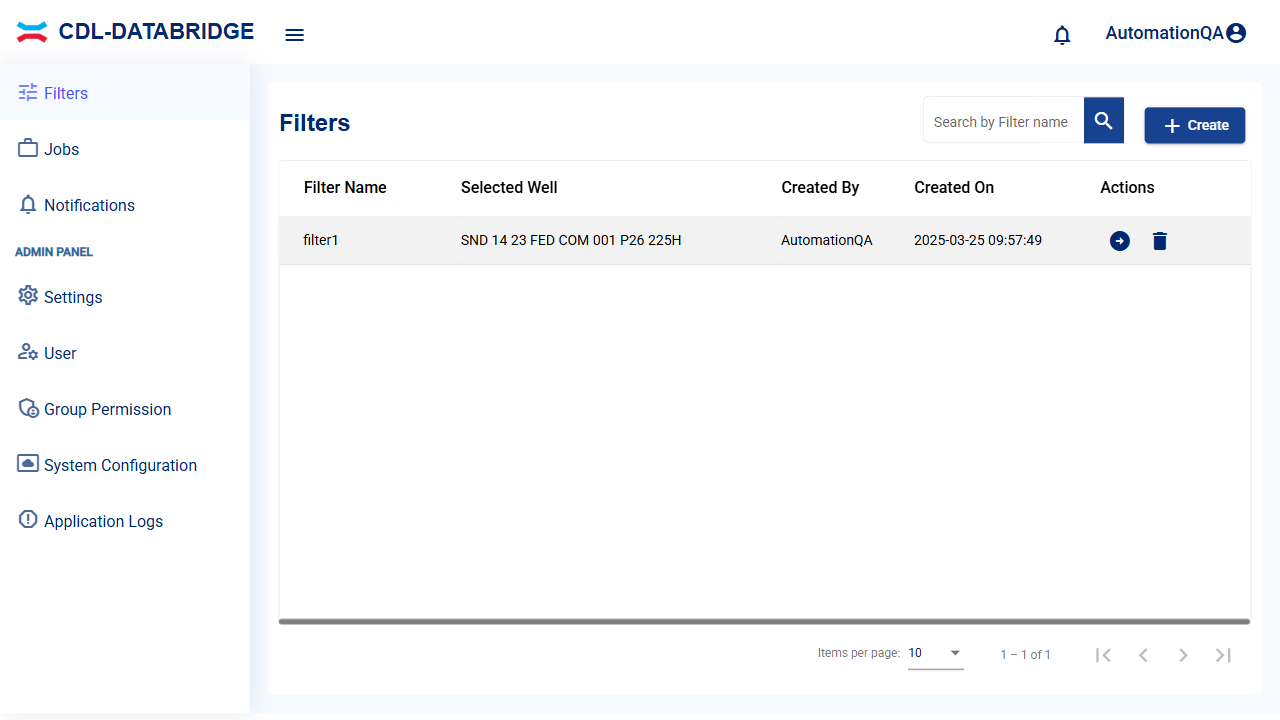 CDL-DATABRIDGE
AutomationQA
Filters
Jobs
Notifications
ADMIN PANEL
Settings
User
Group Permission
System Configuration
Application Logs
Filters
Search by Filter name
Create
Filter Name Selected Well Created By Created On Actions
filter1 SND 14 23 FED COM 001 P26 225H AutomationQA 2025-03-25 09:57:49
Items per page: 10 1 – 1 of 1